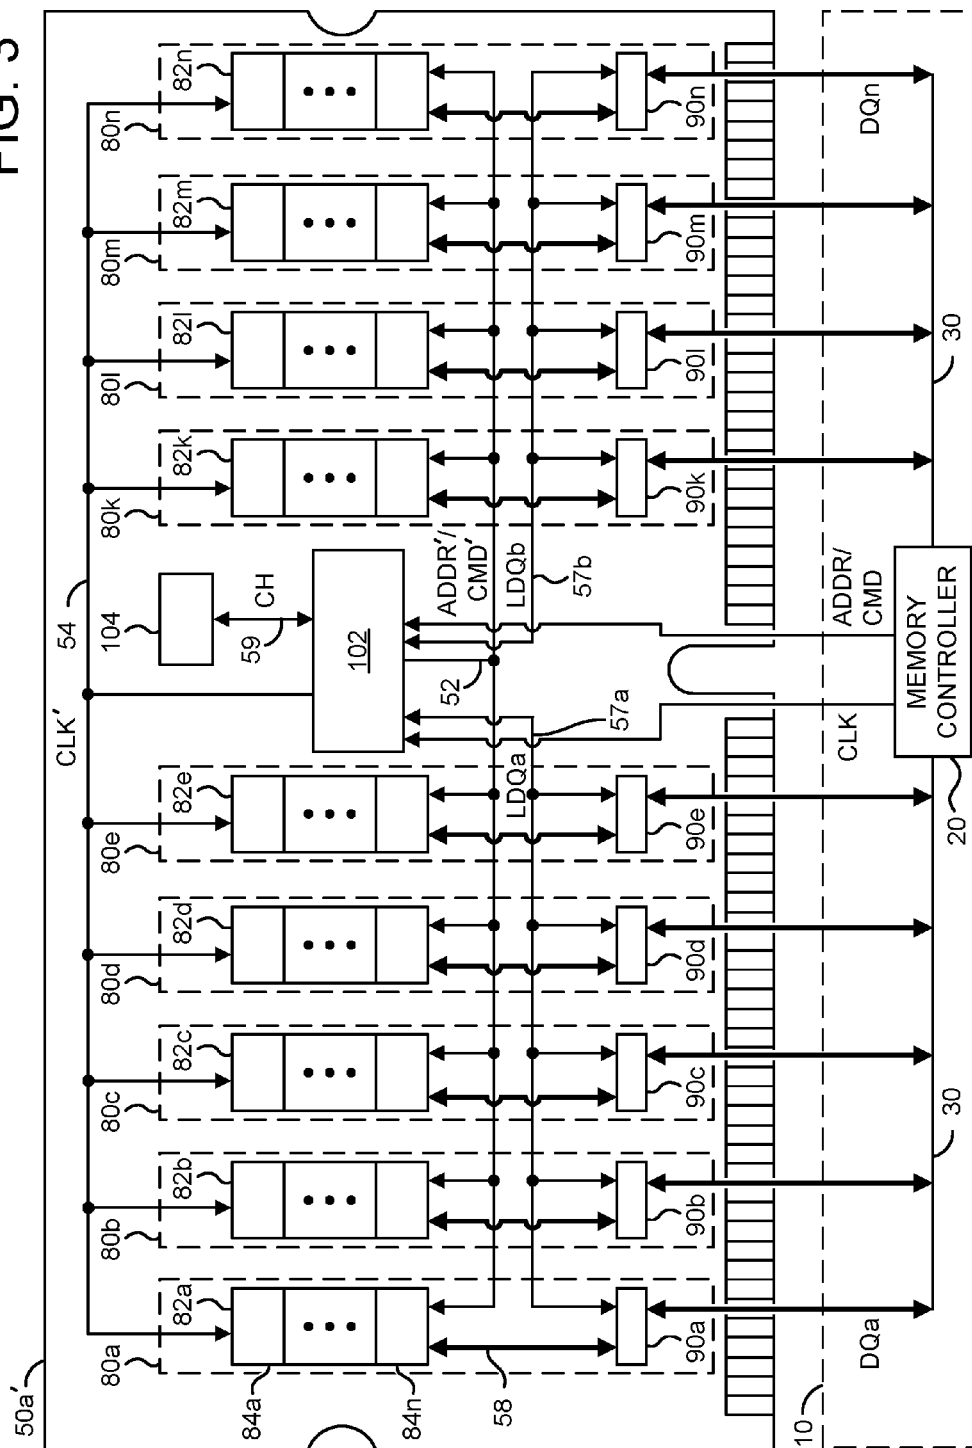 FIG. 3
50a'
CLK'
54
80a
82a
80b
82b
80c
82c
80d
82d
80e
82e
104
CH
59
102
80k
82k
80l
82l
80m
82m
80n
82n
84a
84n
58
52
ADDR'/
CMD'
LDQa
LDQb
57a
57b
90a
90b
90c
90d
90e
90k
90l
90m
90n
10
DQa
CLK
ADDR/
CMD
DQn
30
20
MEMORY
CONTROLLER
30